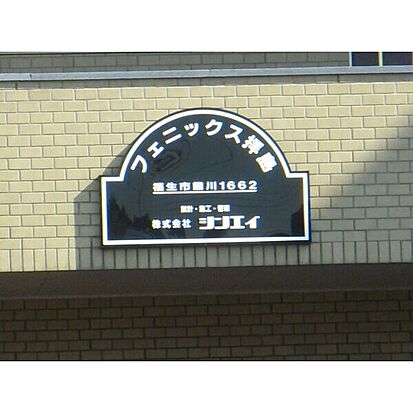 フェニックス拝島
福生市熊川1662
設計・施工・管理
株式会社 シンエイ